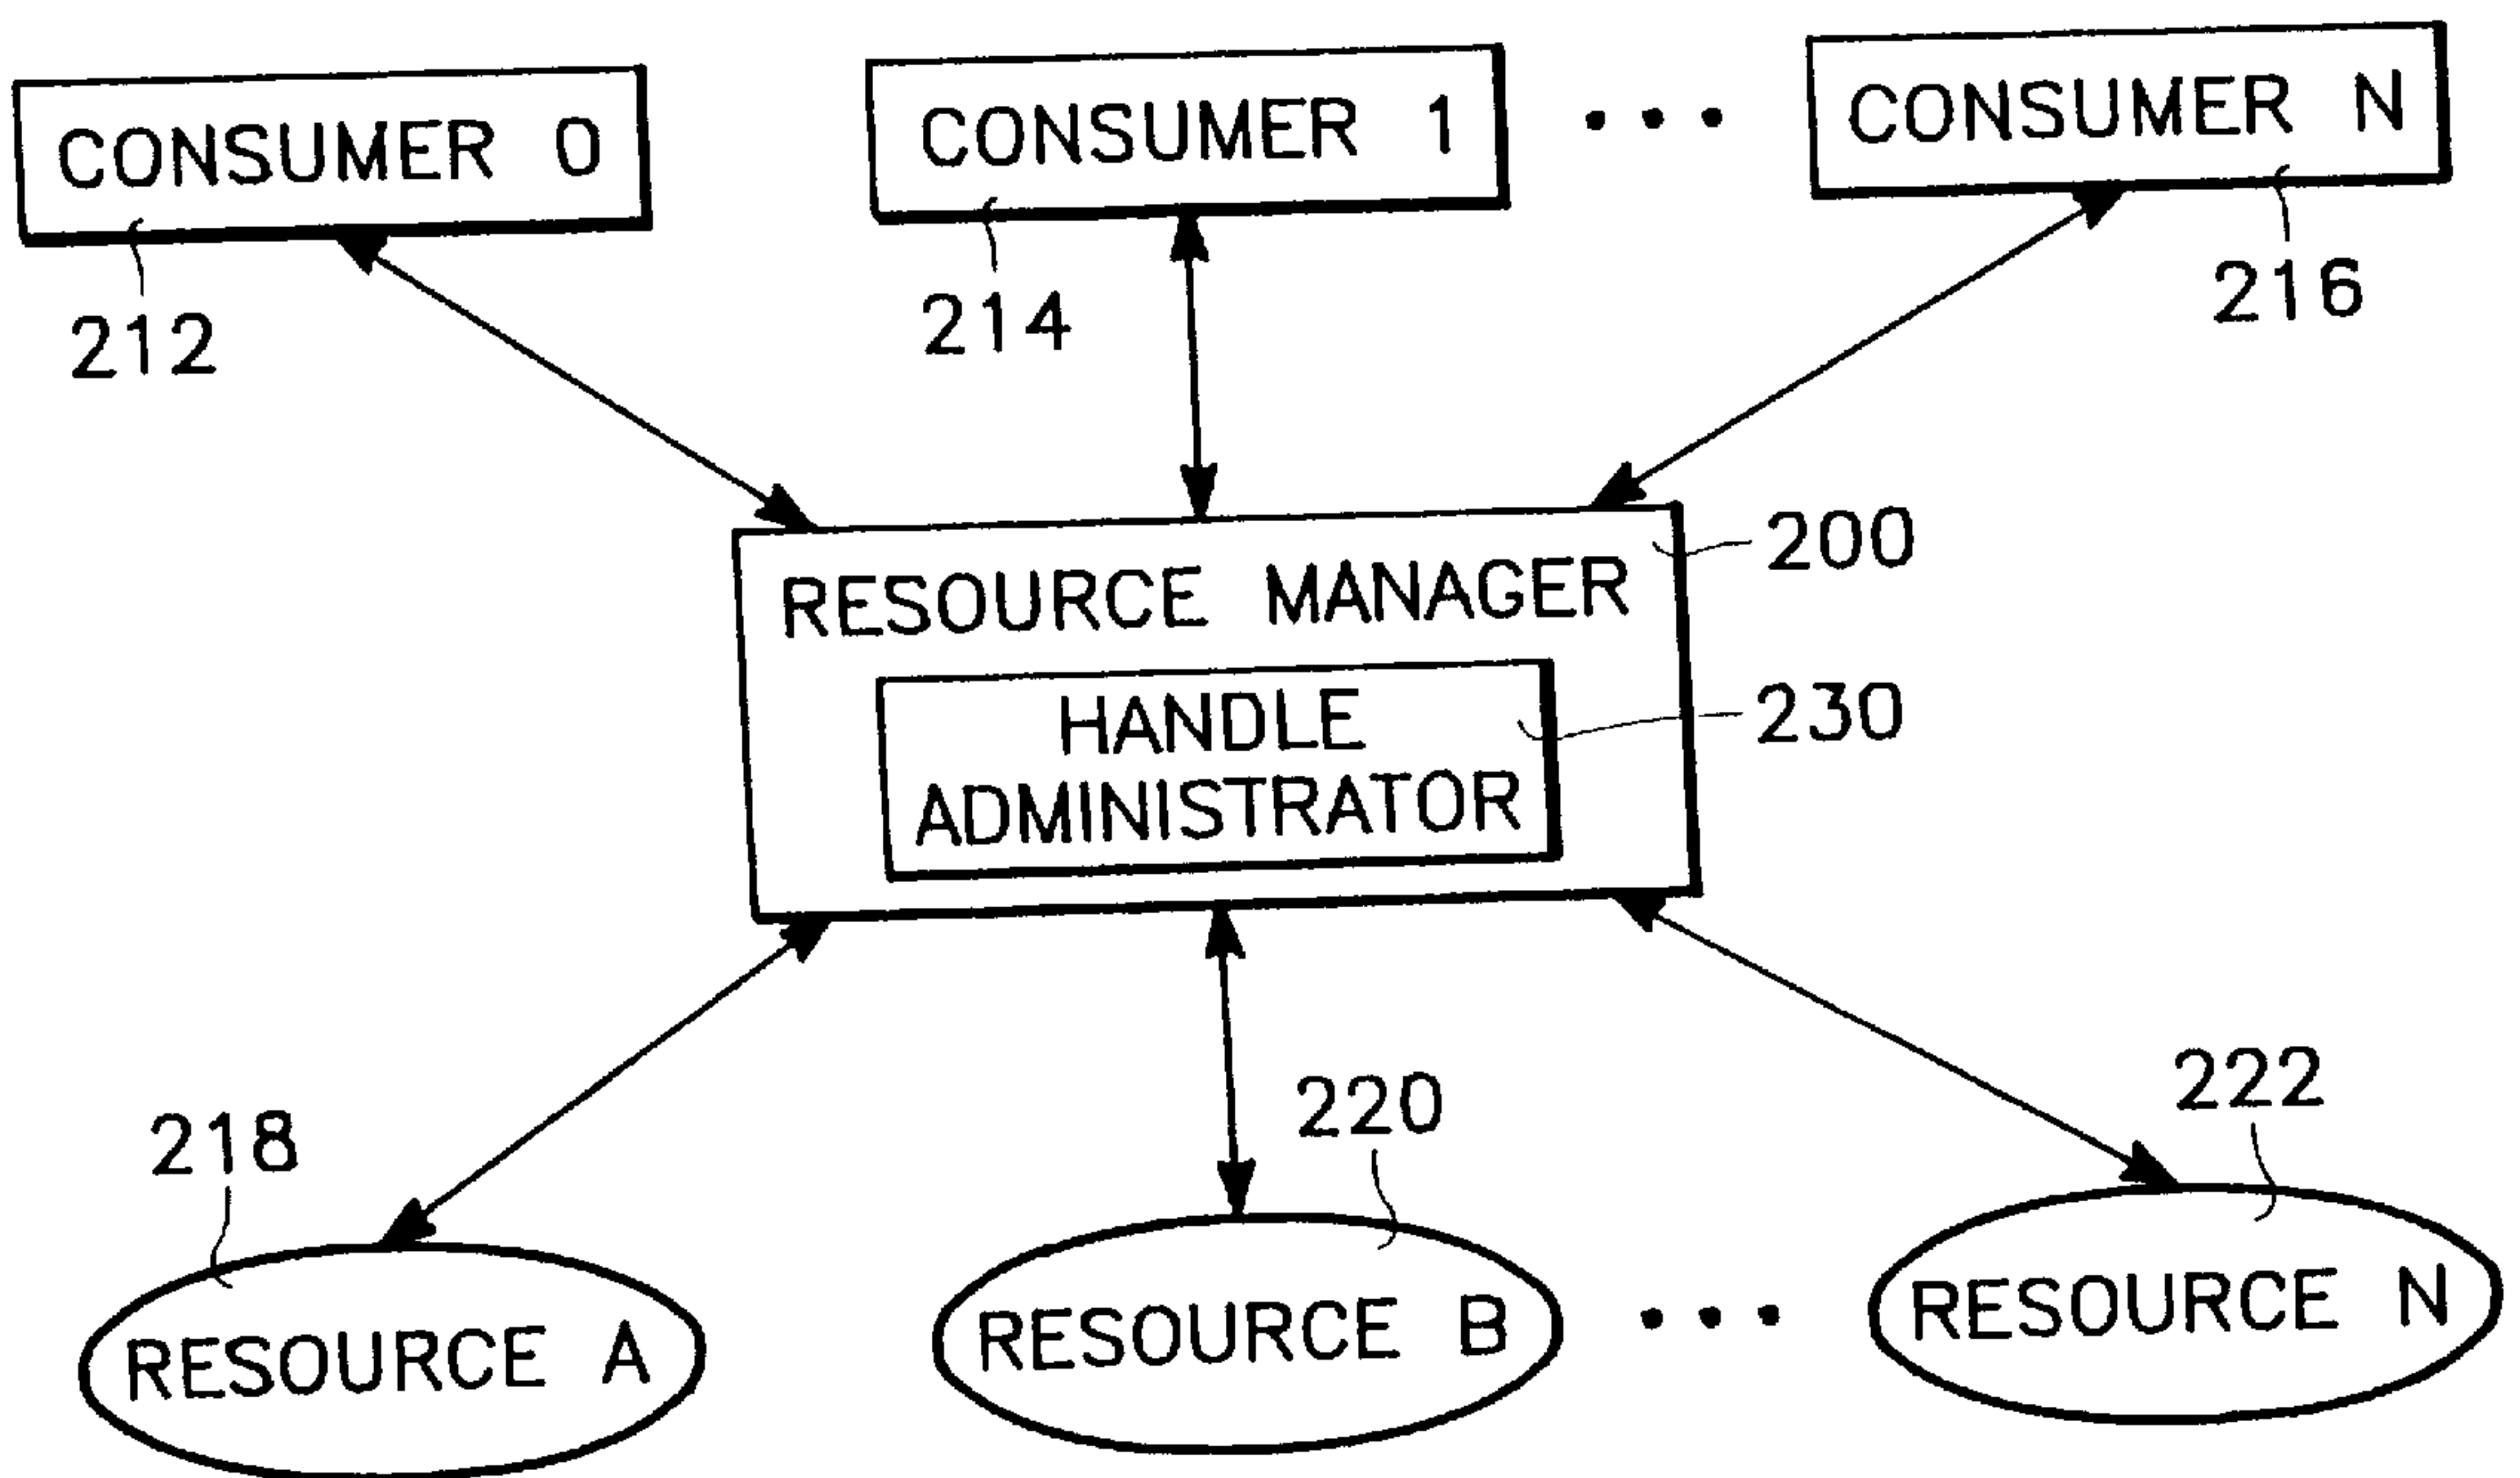 CONSUMER 0
CONSUMER 1
CONSUMER N
212
214
216
RESOURCE MANAGER
200
HANDLE
ADMINISTRATOR
230
218
220
222
RESOURCE A
RESOURCE B
RESOURCE N